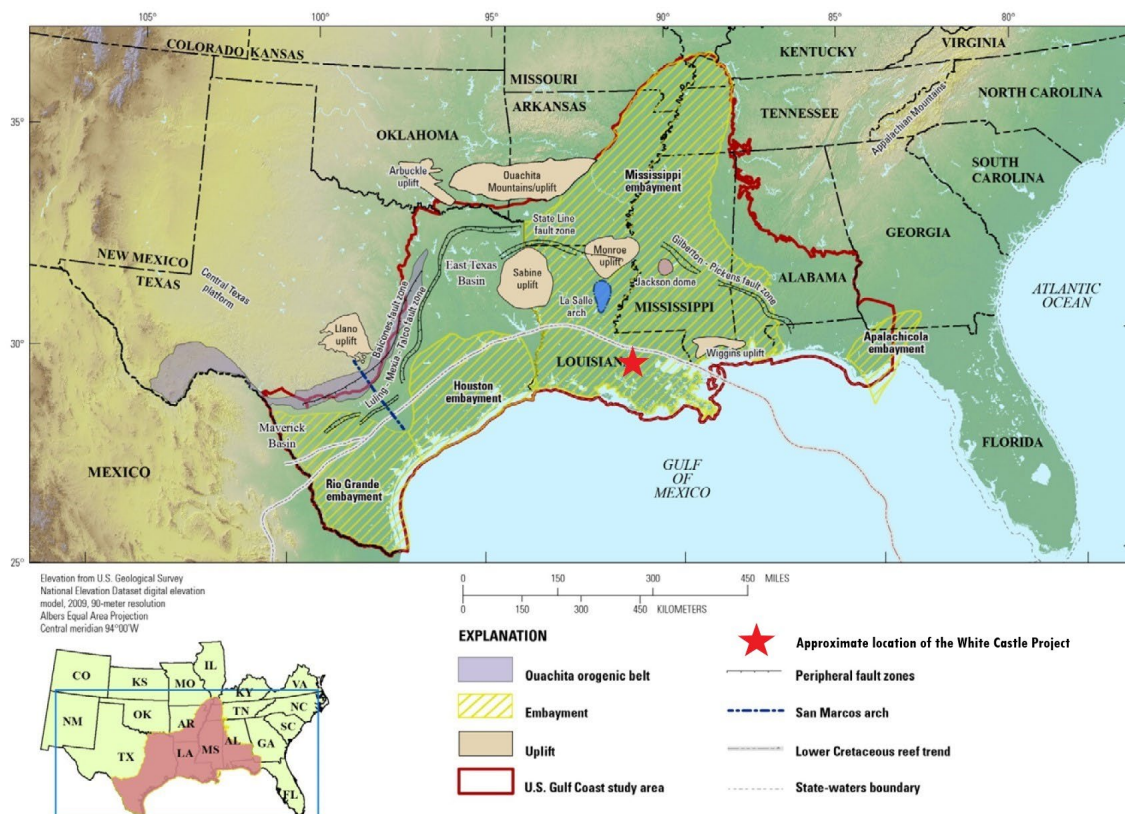 105°
100°
95°
90°
85°
80°
COLORADO
KANSAS
MISSOURI
KENTUCKY
VIRGINIA
ARKANSAS
TENNESSEE
NORTH CAROLINA
Appalachian Mountains
35°
OKLAHOMA
Arbuckle
uplift
Ouachita
Mountains/uplift
Mississippi
embayment
SOUTH
CAROLINA
State Line
fault zone
GEORGIA
NEW MEXICO
TEXAS
Central Texas
platform
East Texas
Basin
Sabine
uplift
Monroe
uplift
Gilberton - Pickens fault zone
Jackson dome
ALABAMA
La Salle
arch
MISSISSIPPI
ATLANTIC
OCEAN
Balcones fault zone
Luling - Mexia - Talco fault zone
Llano
uplift
30°
LOUISIAN
Wiggins uplift
Apalachicola
embayment
Houston
embayment
Maverick
Basin
FLORIDA
MEXICO
Rio Grande
embayment
GULF
OF
MEXICO
25°
105°
100°
95°
90°
85°
Elevation from U.S. Geological Survey
National Elevation Dataset digital elevation
model, 2009, 90-meter resolution
Albers Equal Area Projection
Central meridian 94°00'W
0 150 300 450 MILES
0 150 300 450 KILOMETERS
EXPLANATION
Ouachita orogenic belt
Embayment
Uplift
U.S. Gulf Coast study area
Approximate location of the White Castle Project
Peripheral fault zones
San Marcos arch
Lower Cretaceous reef trend
State-waters boundary
CO
KS
MO
IL
KY
VA
NM
OK
AR
TN
NC
TX
LA
MS
AL
GA
SC
FL